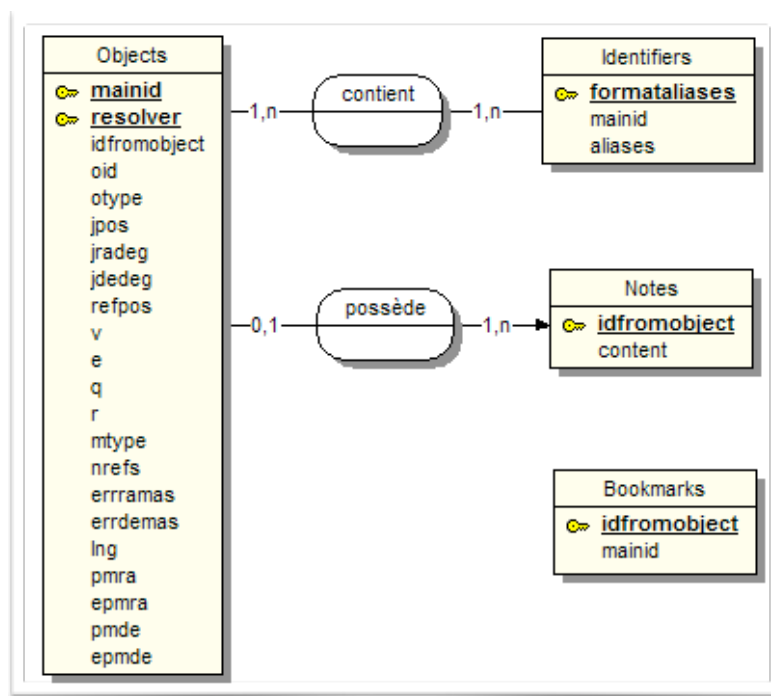 Objects
mainid
resolver
idfromobject
oid
otype
jpos
jradeg
jdedeg
refpos
v
e
q
r
mtype
nrefs
errramas
errdemas
lng
pmra
epmra
pmde
epmde
1,n
contient
1,n
Identifiers
formataliases
mainid
aliases
0,1
possède
1,n
Notes
idfromobject
content
Bookmarks
idfromobject
mainid